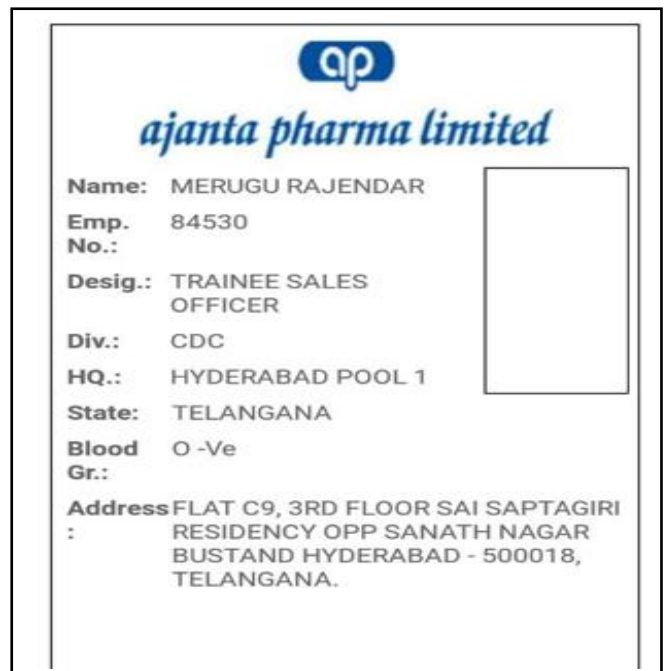 ap
ajanta pharma limited
Name: MERUGU RAJENDAR
Emp. 84530
No.:
Desig.: TRAINEE SALES
OFFICER
Div.: CDC
HQ.: HYDERABAD POOL 1
State: TELANGANA
Blood O -Ve
Gr.:
Address FLAT C9, 3RD FLOOR SAI SAPTAGIRI
: RESIDENCY OPP SANATH NAGAR
BUSTAND HYDERABAD - 500018,
TELANGANA.